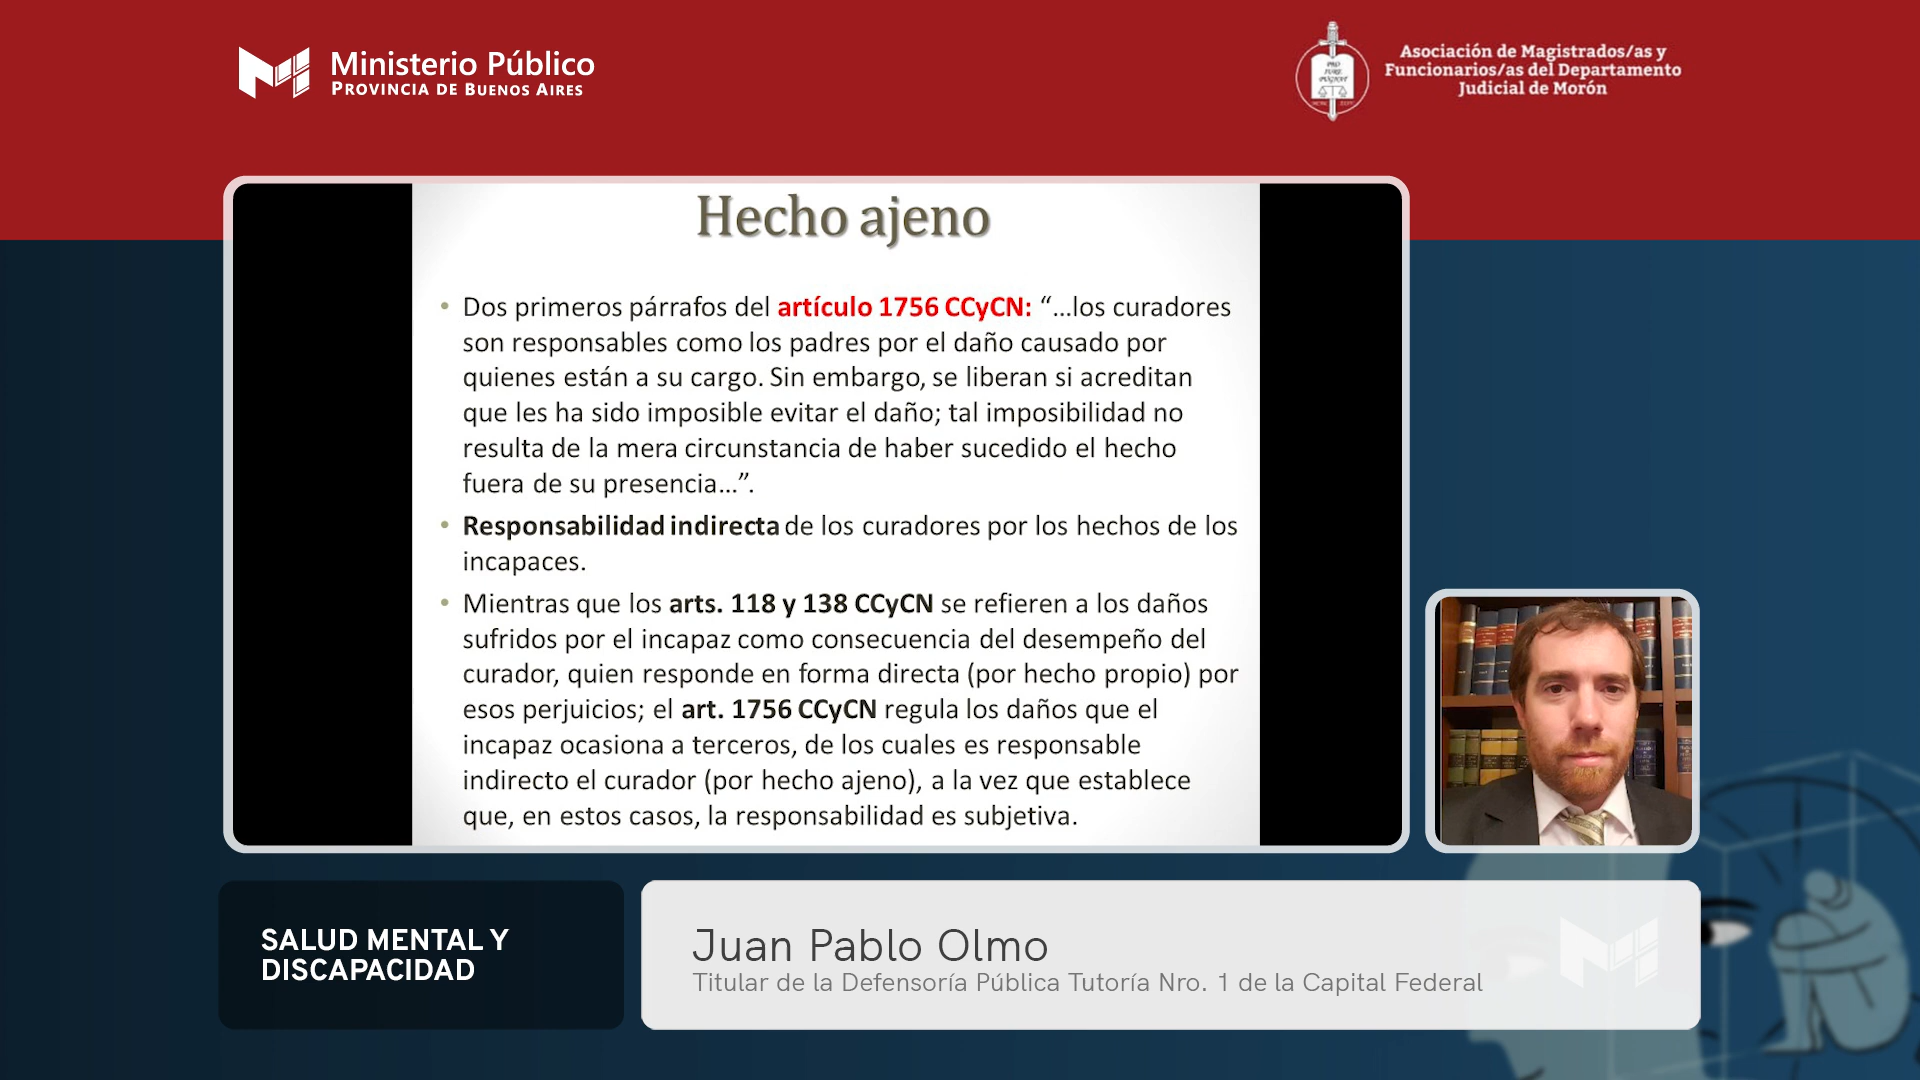 Ministerio Público
PROVINCIA DE BUENOS AIRES
Asociación de Magistrados/as y
Funcionarios/as del Departamento
Judicial de Morón
Hecho ajeno
• Dos primeros párrafos del artículo 1756 CCyCN: “...los curadores
son responsables como los padres por el daño causado por
quienes están a su cargo. Sin embargo, se liberan si acreditan
que les ha sido imposible evitar el daño; tal imposibilidad no
resulta de la mera circunstancia de haber sucedido el hecho
fuera de su presencia...”.
• Responsabilidad indirecta de los curadores por los hechos de los
incapaces.
• Mientras que los arts. 118 y 138 CCyCN se refieren a los daños
sufridos por el incapaz como consecuencia del desempeño del
curador, quien responde en forma directa (por hecho propio) por
esos perjuicios; el art. 1756 CCyCN regula los daños que el
incapaz ocasiona a terceros, de los cuales es responsable
indirecto el curador (por hecho ajeno), a la vez que establece
que, en estos casos, la responsabilidad es subjetiva.
SALUD MENTAL Y
DISCAPACIDAD
Juan Pablo Olmo
Titular de la Defensoría Pública Tutoría Nro. 1 de la Capital Federal